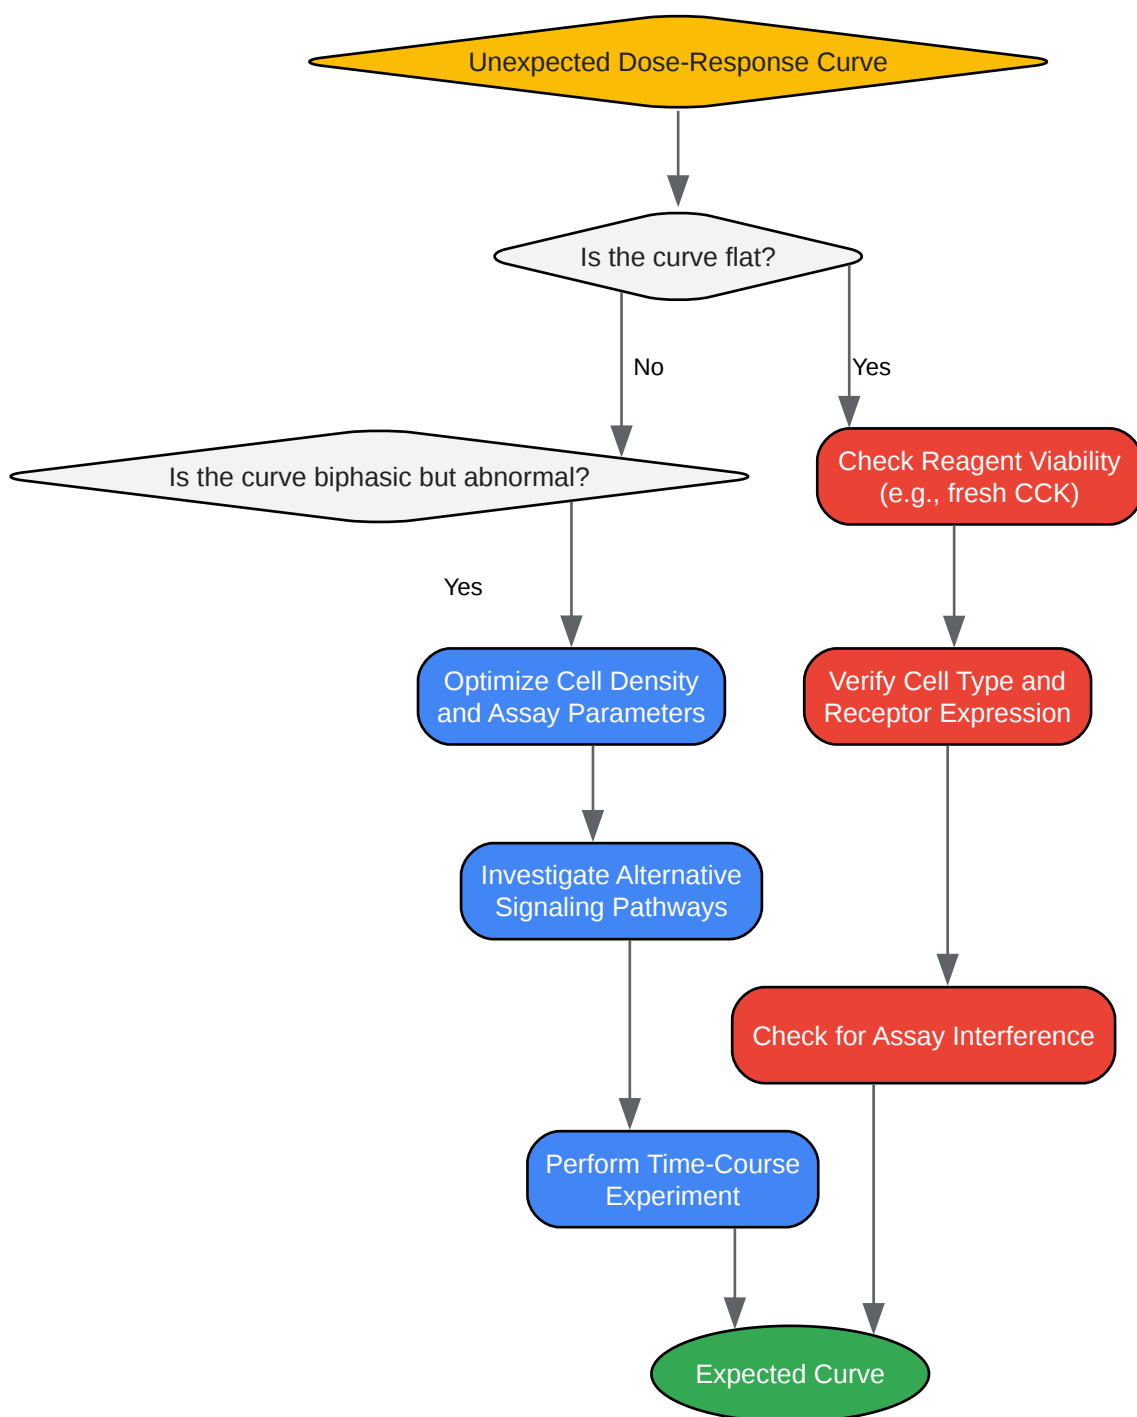 Unexpected Dose-Response Curve
Is the curve flat?
No
Yes
Is the curve biphasic but abnormal?
Check Reagent Viability
(e.g., fresh CCK)
Yes
Optimize Cell Density
and Assay Parameters
Verify Cell Type and
Receptor Expression
Investigate Alternative
Signaling Pathways
Check for Assay Interference
Perform Time-Course
Experiment
Expected Curve